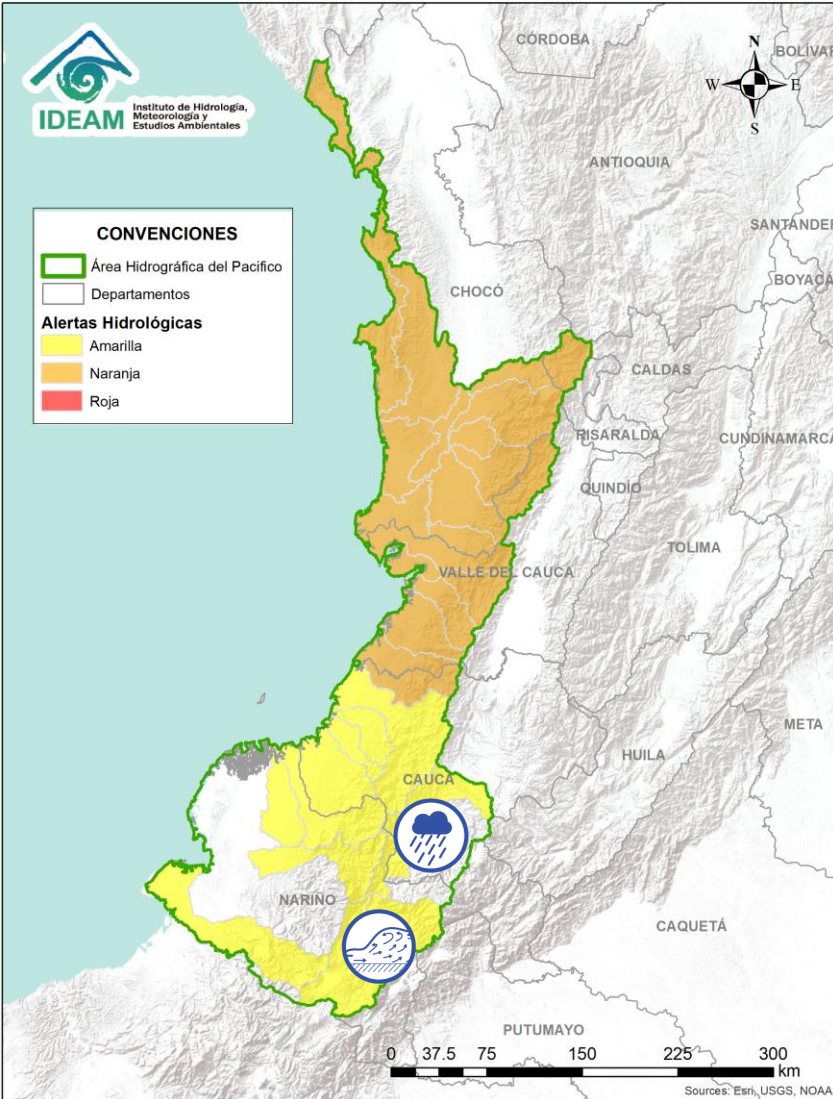 IDEAM
Instituto de Hidrología,
Meteorología y
Estudios Ambientales
N
W
E
S
CÓRDOBA
BOLÍVAR
ANTIOQUIA
SANTANDER
BOYACÁ
CHOCÓ
CALDAS
RISARALDA
CUNDINAMARCA
QUINDÍO
TOLIMA
VALLE DEL CAUCA
META
HUILA
CAUCA
NARIÑO
CAQUETÁ
PUTUMAYO
CONVENCIONES
Área Hidrográfica del Pacifico
Departamentos
Alertas Hidrológicas
Amarilla
Naranja
Roja
0 37.5 75 150 225 300
km
Sources: Esri, USGS, NOAA